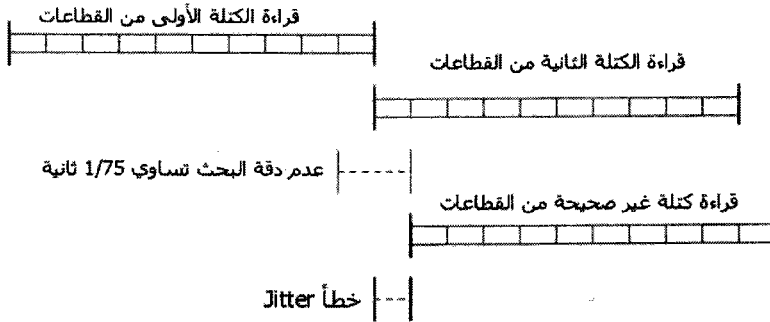 قراءة الكتلة الأولى من القطاعات
قراءة الكتلة الثانية من القطاعات
عدم دقة البحث تساوي 1/75 ثانية
قراءة كتلة غير صحيحة من القطاعات
خطأ Jitter